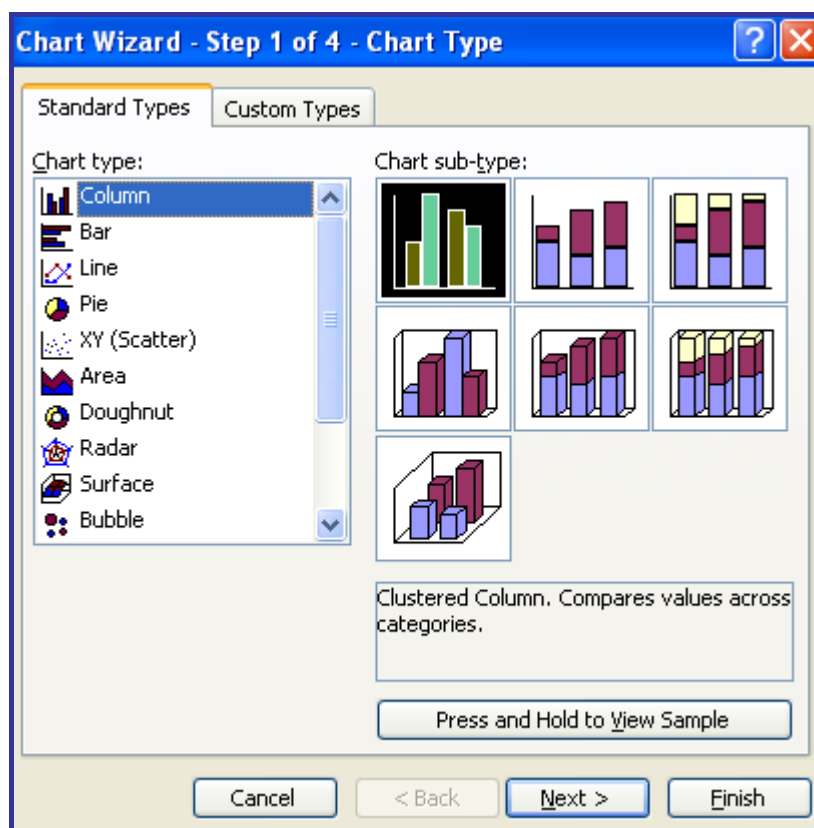 Chart Wizard - Step 1 of 4 - Chart Type
Standard Types
Custom Types
Chart type:
Column
Bar
Line
Pie
XY (Scatter)
Area
Doughnut
Radar
Surface
Bubble
Chart sub-type:
Clustered Column. Compares values across
categories.
Press and Hold to View Sample
Cancel
< Back
Next >
Finish